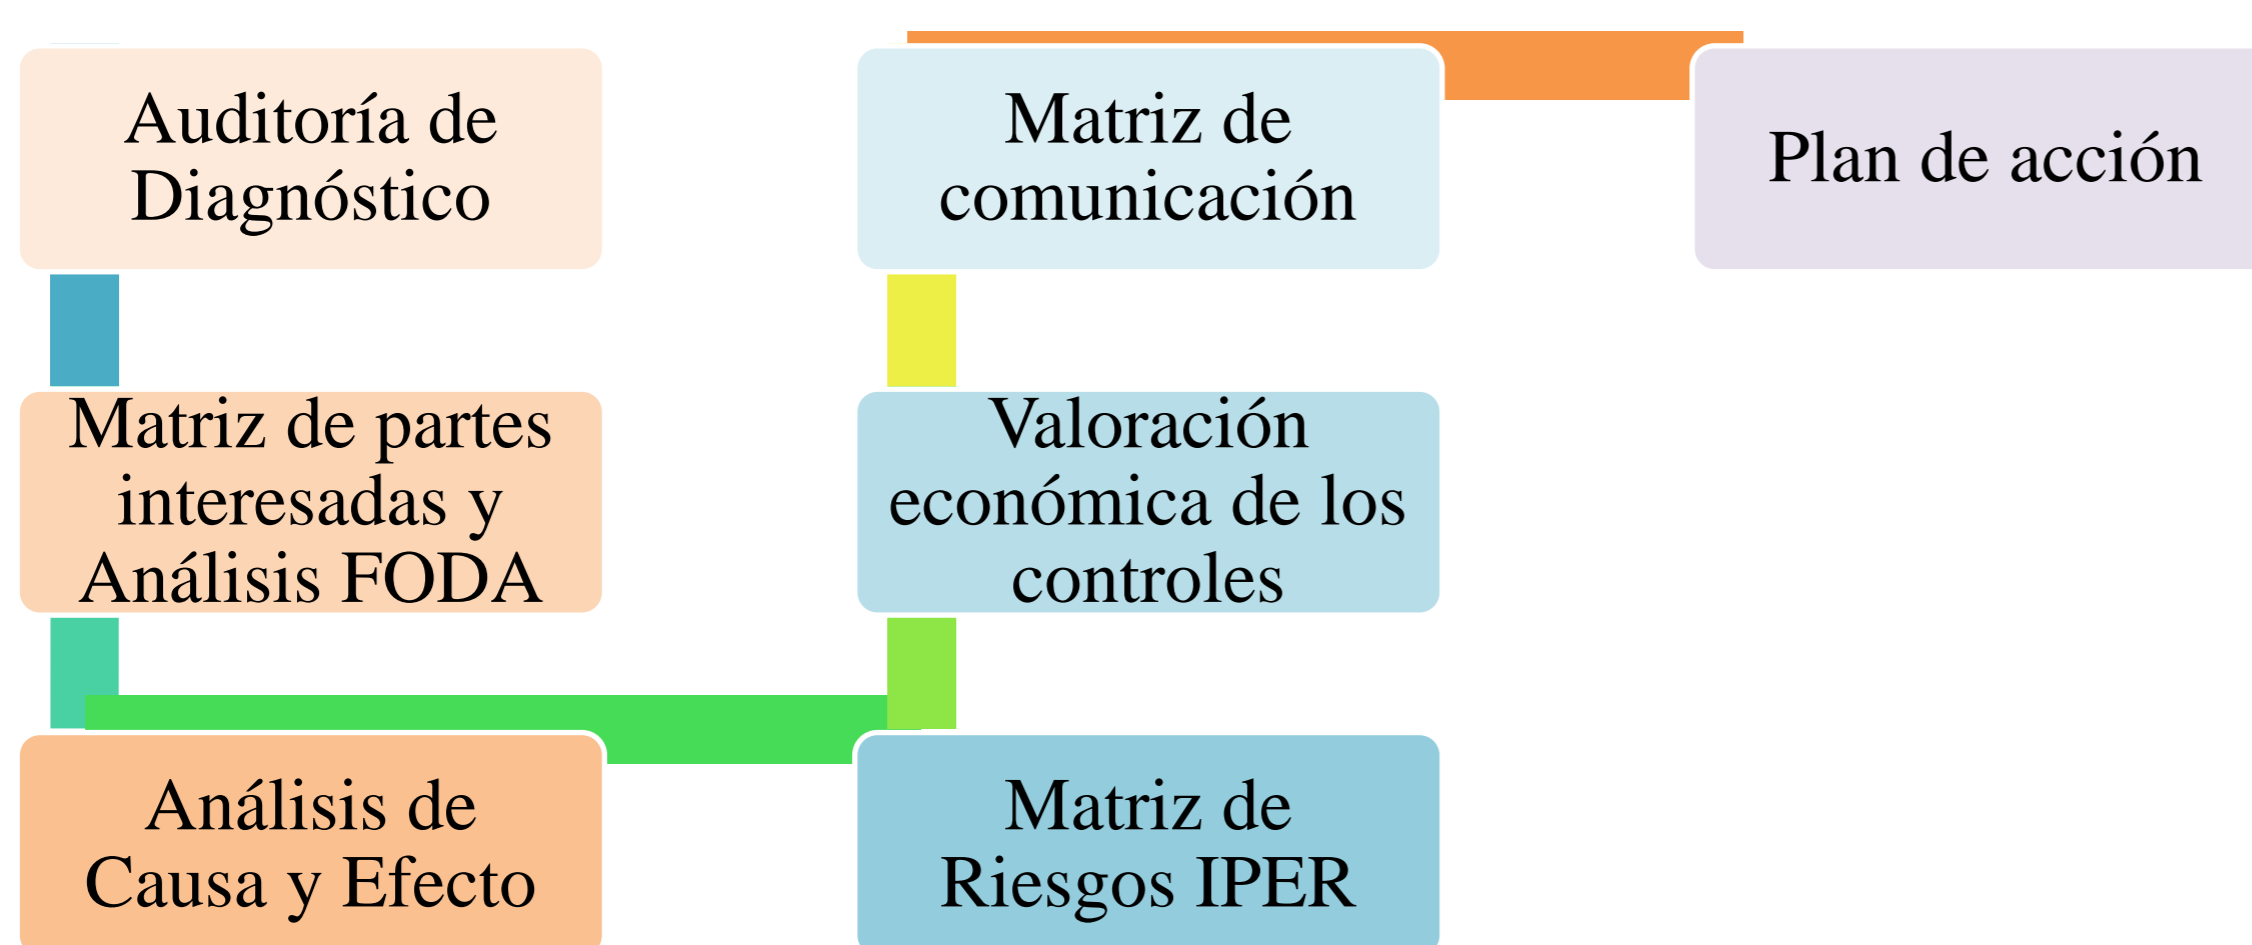 Auditoría de
Diagnóstico
Matriz de partes
interesadas y
Análisis FODA
Análisis de
Causa y Efecto
Matriz de
Riesgos IPER
Valoración
económica de los
controles
Matriz de
comunicación
Plan de acción